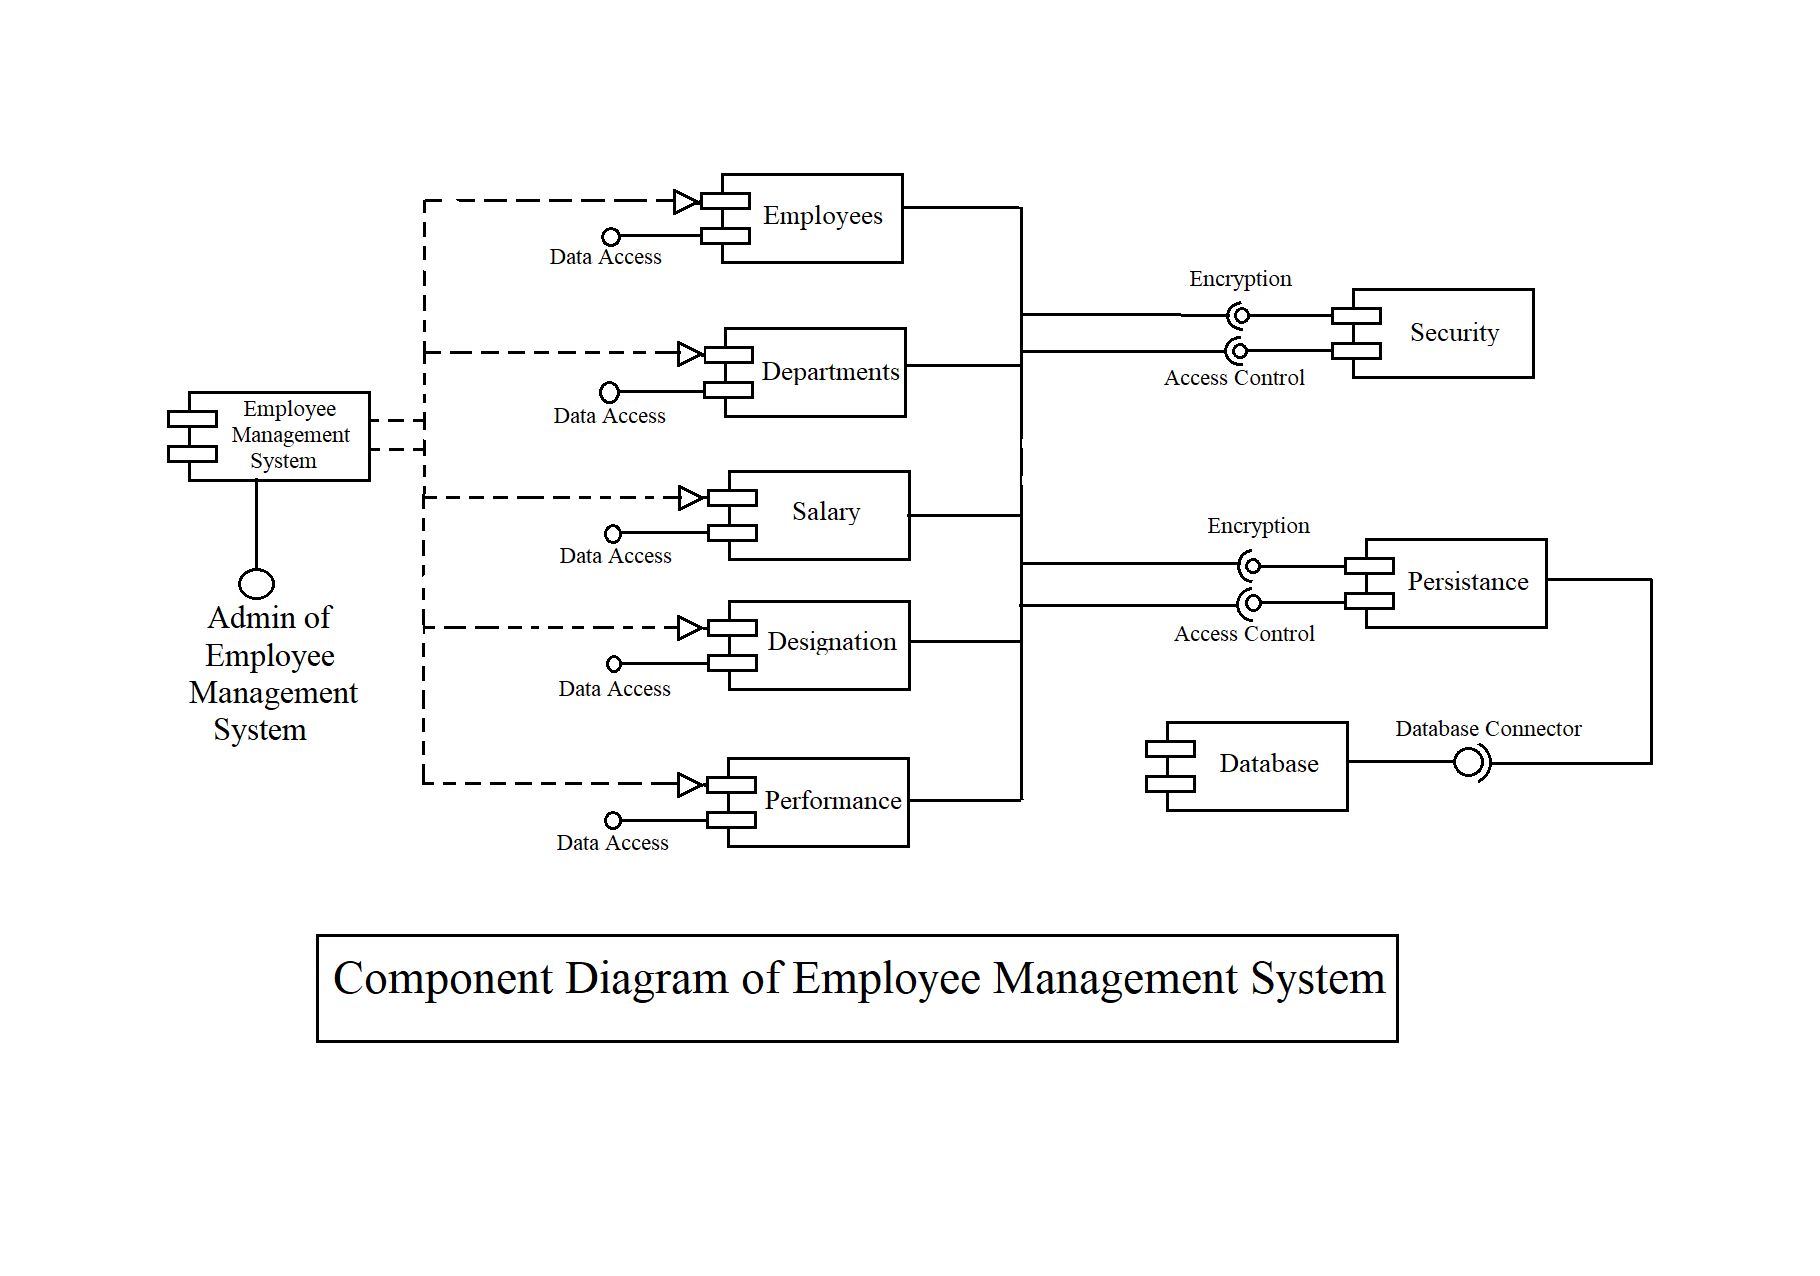 Employees
Data Access
Encryption
Security
Access Control
Departments
Data Access
Employee
Management
System
Salary
Data Access
Encryption
Persistance
Access Control
Admin of
Employee
Management
System
Designation
Data Access
Database Connector
Database
Performance
Data Access
Component Diagram of Employee Management System